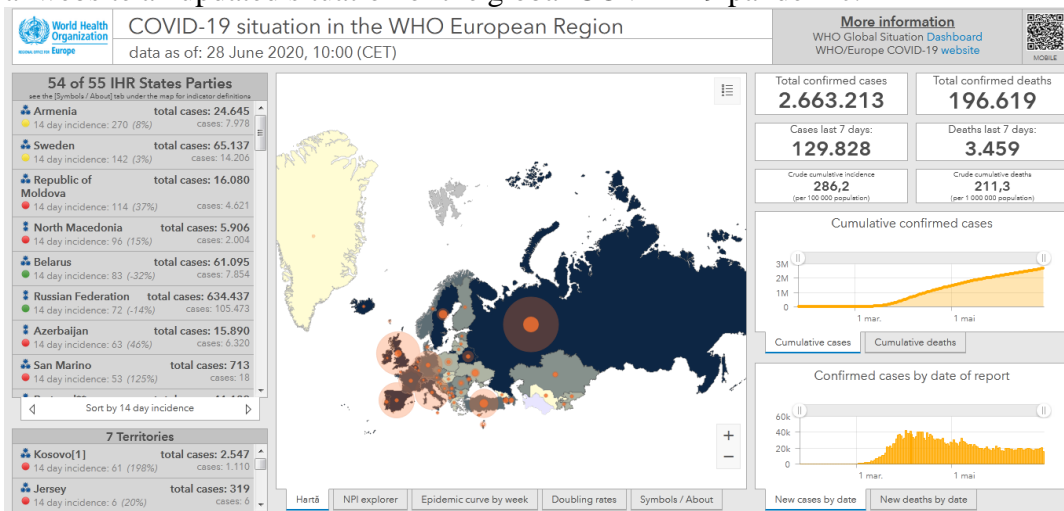 World Health
Organization
REGIONAL OFFICE FOR Europe
COVID-19 situation in the WHO European Region
data as of: 28 June 2020, 10:00 (CET)
More information
WHO Global Situation Dashboard
WHO/Europe COVID-19 website
MOBILE
54 of 55 IHR States Parties
see the [Symbols / About] tab under the map for indicator definitions
Armenia total cases: 24.645
14 day incidence: 270 (8%) cases: 7.978
Sweden total cases: 65.137
14 day incidence: 142 (3%) cases: 14.206
Republic of Moldova total cases: 16.080
14 day incidence: 114 (37%) cases: 4.621
North Macedonia total cases: 5.906
14 day incidence: 96 (15%) cases: 2.004
Belarus total cases: 61.095
14 day incidence: 83 (-32%) cases: 7.854
Russian Federation total cases: 634.437
14 day incidence: 72 (-14%) cases: 105.473
Azerbaijan total cases: 15.890
14 day incidence: 63 (46%) cases: 6.320
San Marino total cases: 713
14 day incidence: 53 (125%) cases: 18
Sort by 14 day incidence
7 Territories
Kosovo[1] total cases: 2.547
14 day incidence: 61 (198%) cases: 1.110
Jersey total cases: 319
14 day incidence: 6 (20%) cases: 6
Hartă
NPI explorer
Epidemic curve by week
Doubling rates
Symbols / About
Total confirmed cases
2.663.213
Total confirmed deaths
196.619
Cases last 7 days:
129.828
Deaths last 7 days:
3.459
Crude cumulative incidence
286,2
(per 100 000 population)
Crude cumulative deaths
211,3
(per 1 000 000 population)
Cumulative confirmed cases
3M
2M
1M
0
1 mar. 1 mai
Cumulative cases
Cumulative deaths
Confirmed cases by date of report
60k
40k
20k
0
1 mar. 1 mai
New cases by date
New deaths by date